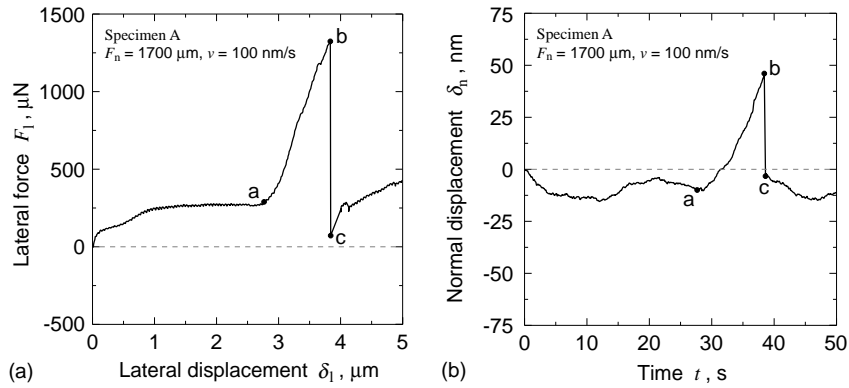 Specimen A
Fn = 1700 μm, v = 100 nm/s
1500
1000
500
0
-500
Lateral force Fl , μN
a
b
c
0 1 2 3 4 5
Lateral displacement δl , μm
(a)
Specimen A
Fn = 1700 μm, v = 100 nm/s
75
50
25
0
-25
-50
-75
Normal displacement δn , nm
a
b
c
0 10 20 30 40 50
Time t , s
(b)